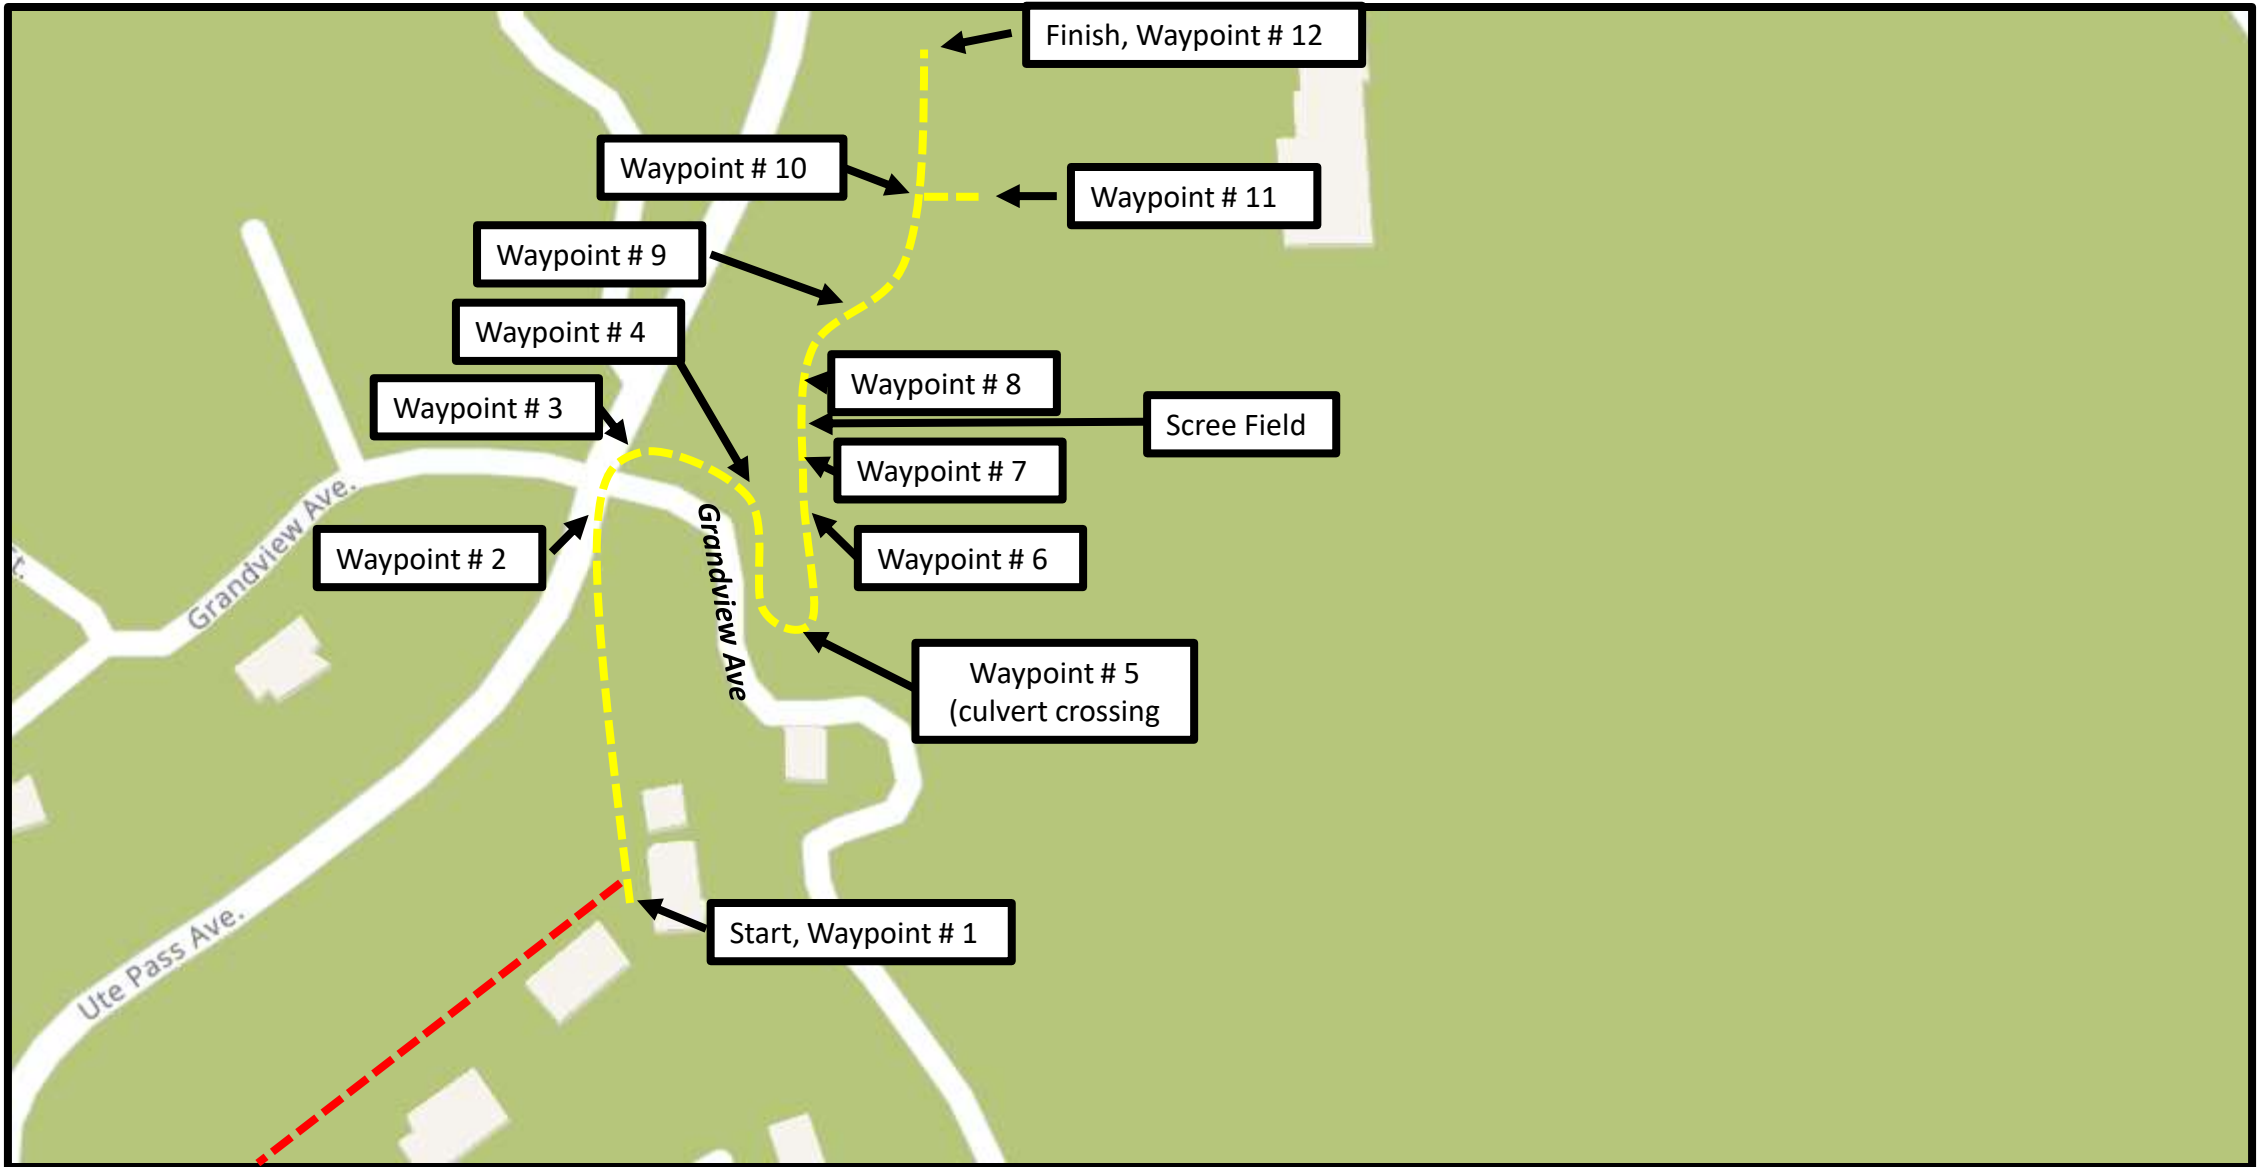 Finish, Waypoint # 12
Waypoint # 10
Waypoint # 11
Waypoint # 9
Waypoint # 4
Waypoint # 8
Waypoint # 3
Scree Field
Waypoint # 7
Grandview Ave.
Grandview Ave
Waypoint # 2
Waypoint # 6
t.
Waypoint # 5
(culvert crossing
Start, Waypoint # 1
Ute Pass Ave.